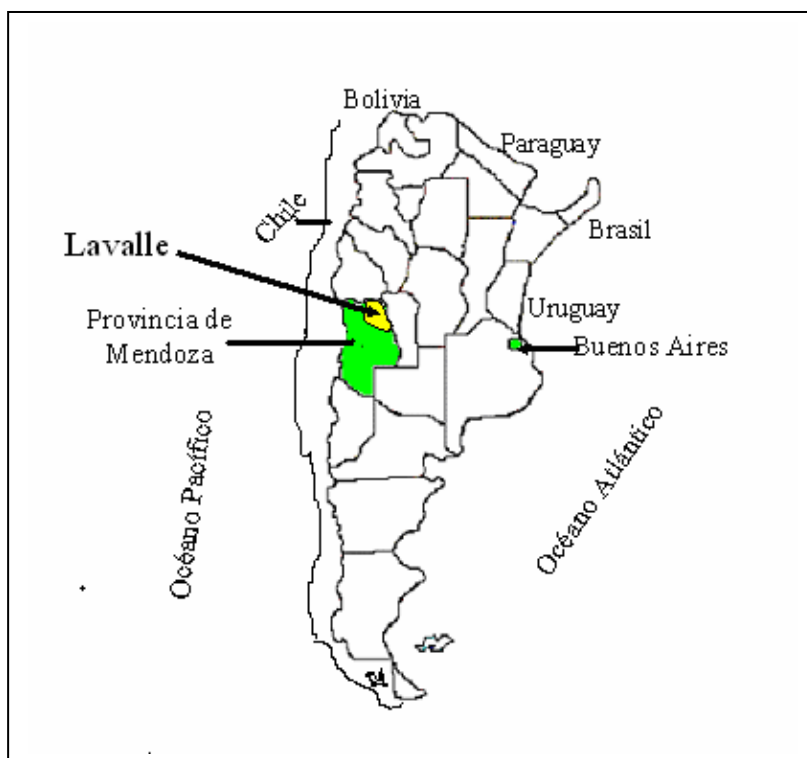 Bolivia
Paraguay
Chile
Brasil
Lavalle
Uruguay
Provincia de
Mendoza
Buenos Aires
Océano Pacífico
Océano Atlántico